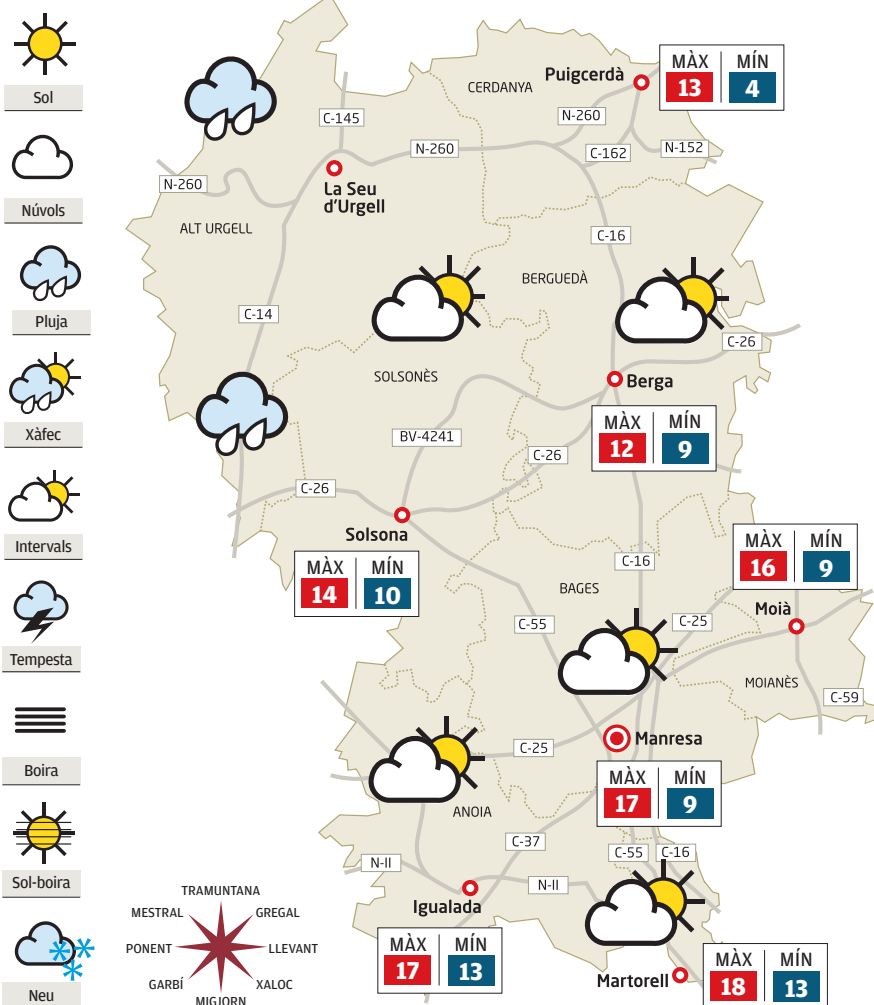 Sol
Núvols
Pluja
Xàfec
Intervals
Tempesta
Boira
Sol-boira
Neu
CERDANYA
Puigcerdà
MÀX MÍN
13 4
C-145
N-260
N-260
C-162
N-152
N-260
La Seu
d'Urgell
ALT URGELL
C-16
BERGUEDÀ
C-14
C-26
SOLSONÈS
Berga
MÀX MÍN
12 9
BV-4241
C-26
C-26
Solsona
MÀX MÍN
14 10
C-16
MÀX MÍN
16 9
BAGES
Moià
C-55
C-25
MOIANÈS
C-59
Manresa
C-25
MÀX MÍN
17 9
ANOIA
C-37
C-55
C-16
N-II
N-II
Igualada
MÀX MÍN
17 13
Martorell
MÀX MÍN
18 13
TRAMUNTANA
MESTRAL
GREGAL
PONENT
LLEVANT
GARBÍ
XALOC
MIGJORN